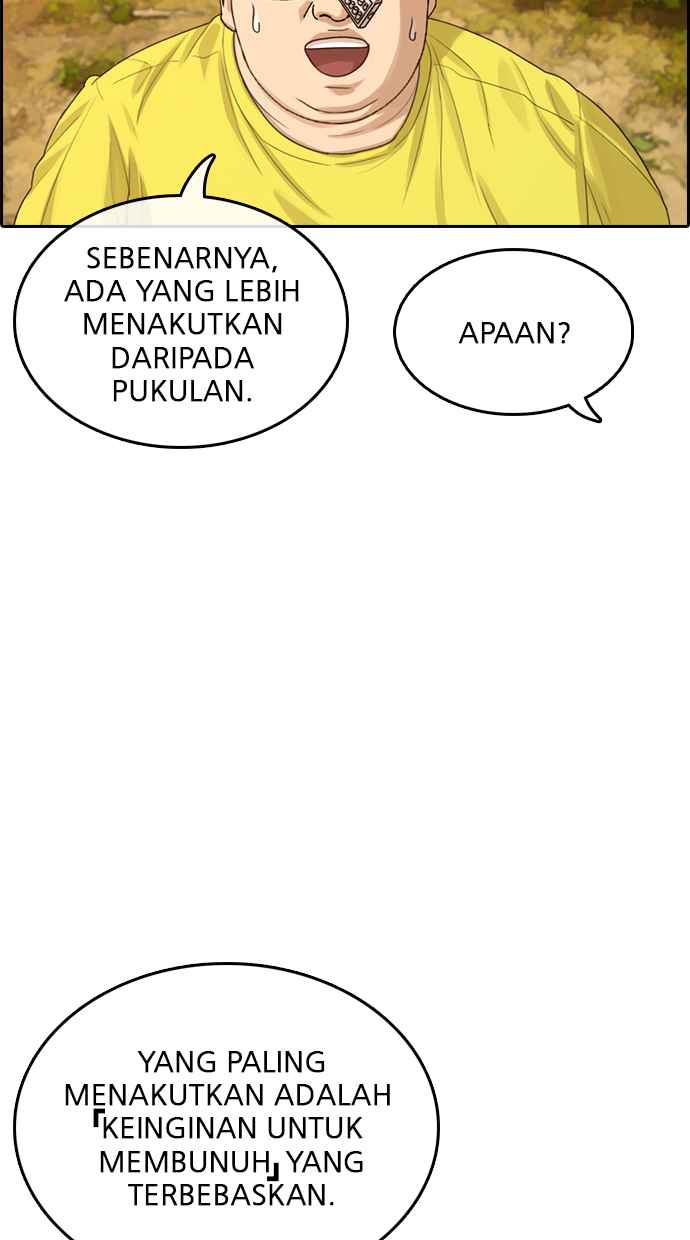 SEBENARNYA,
ADA YANG LEBIH
MENAKUTKAN
DARIPADA
PUKULAN.
APAAN?
YANG PALING
MENAKUTKAN ADALAH
「KEINGINAN UNTUK
MEMBUNUH」 YANG
TERBEBASKAN.